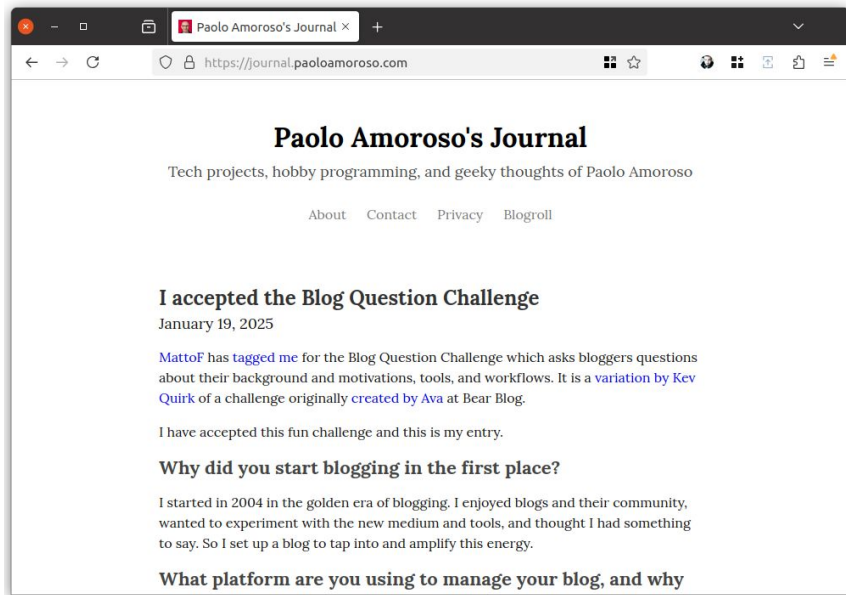 Paolo Amoroso's Journal
https://journal.paoloamoroso.com
Paolo Amoroso's Journal
Tech projects, hobby programming, and geeky thoughts of Paolo Amoroso
About Contact Privacy Blogroll
I accepted the Blog Question Challenge
January 19, 2025
MattoF has tagged me for the Blog Question Challenge which asks bloggers questions
about their background and motivations, tools, and workflows. It is a variation by Kev
Quirk of a challenge originally created by Ava at Bear Blog.
I have accepted this fun challenge and this is my entry.
Why did you start blogging in the first place?
I started in 2004 in the golden era of blogging. I enjoyed blogs and their community,
wanted to experiment with the new medium and tools, and thought I had something
to say. So I set up a blog to tap into and amplify this energy.
What platform are you using to manage your blog, and why